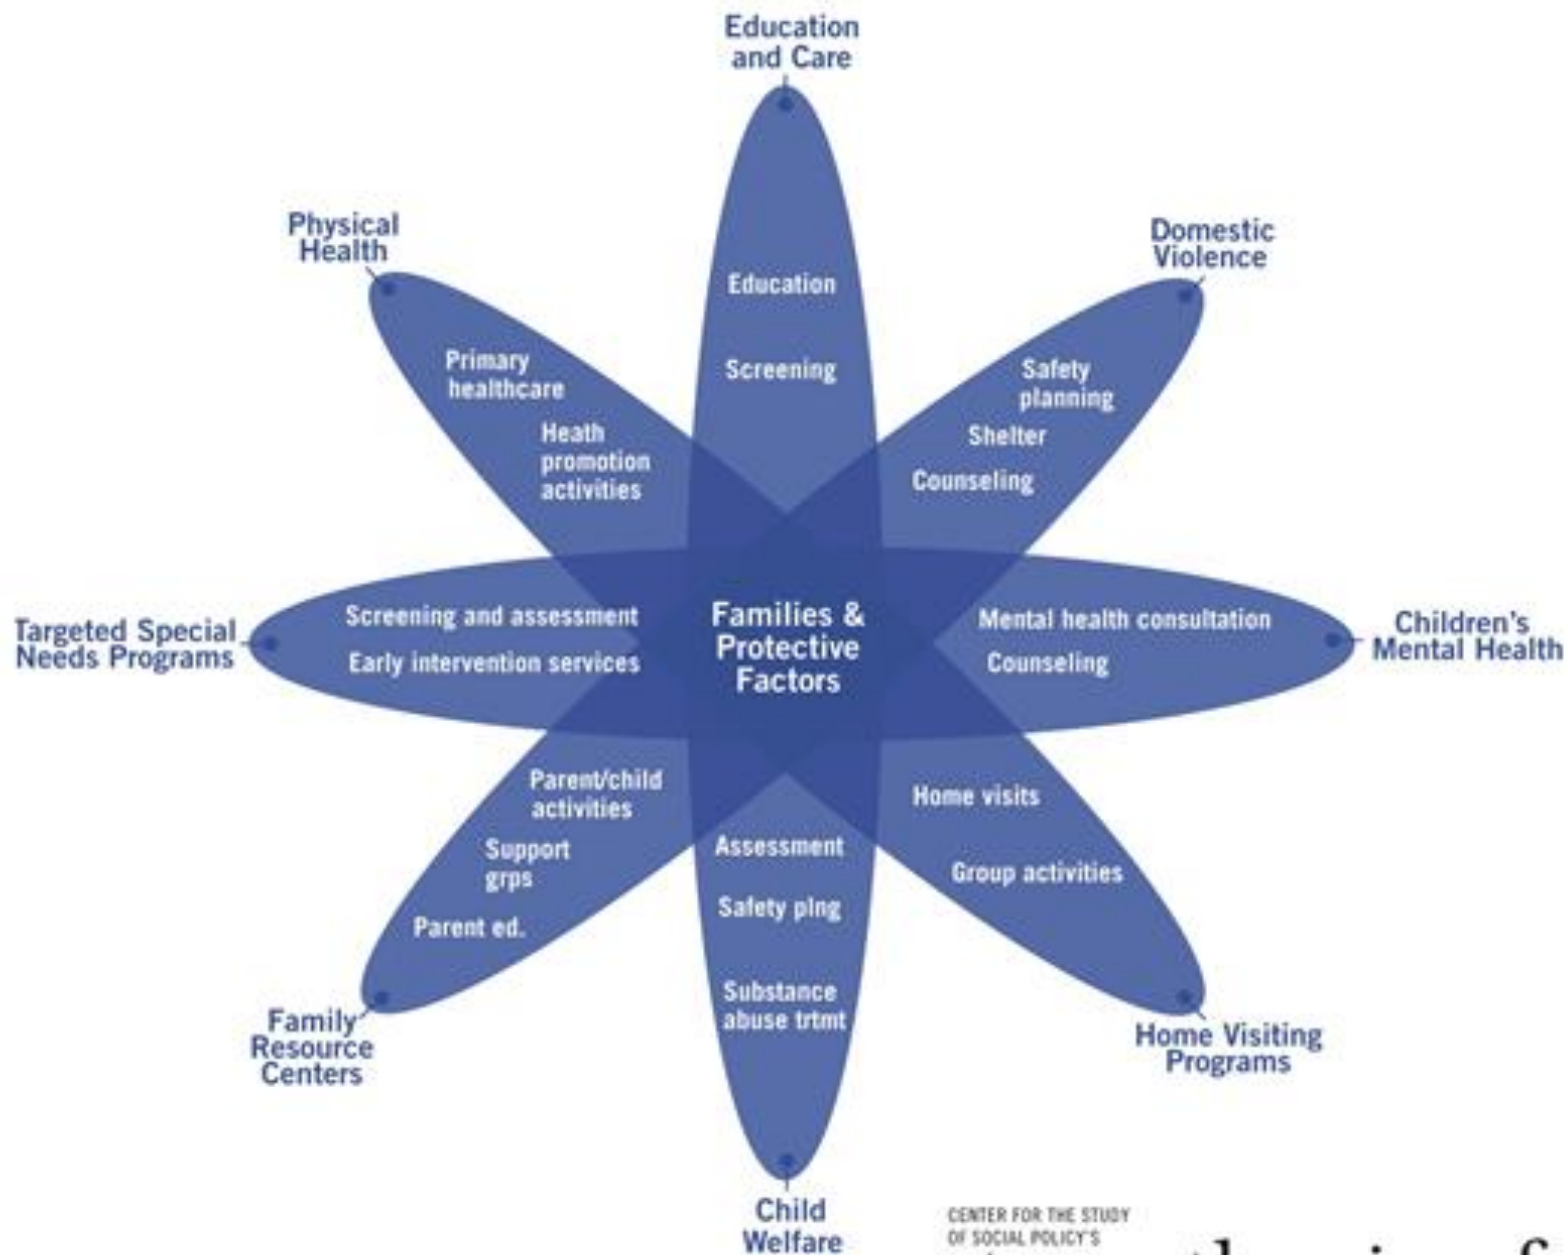 Education
and Care
Physical
Health
Domestic
Violence
Education
Screening
Primary
healthcare
Heath
promotion
activities
Safety
planning
Shelter
Counseling
Targeted Special
Needs Programs
Screening and assessment
Early intervention services
Families &
Protective
Factors
Mental health consultation
Counseling
Children's
Mental Health
Parent/child
activities
Support
grps
Parent ed.
Assessment
Safety plng
Substance
abuse trtmt
Home visits
Group activities
Family
Resource
Centers
Home Visiting
Programs
Child
Welfare
CENTER FOR THE STUDY
OF SOCIAL POLICY'S